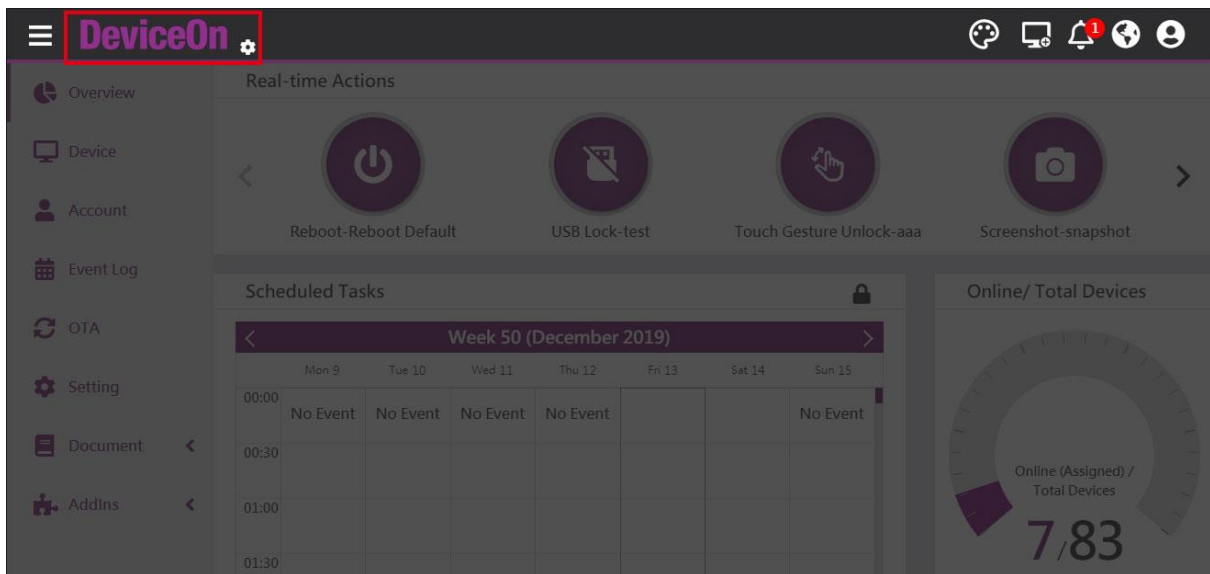 DeviceOn
1
Overview
Device
Account
Event Log
OTA
Setting
Document
AddIns
Real-time Actions
Reboot-Reboot Default
USB Lock-test
Touch Gesture Unlock-aaa
Screenshot-snapshot
Scheduled Tasks
Week 50 (December 2019)
Mon 9 Tue 10 Wed 11 Thu 12 Fri 13 Sat 14 Sun 15
00:00
No Event No Event No Event No Event No Event
00:30
01:00
01:30
Online/ Total Devices
Online (Assigned) /
Total Devices
7/83